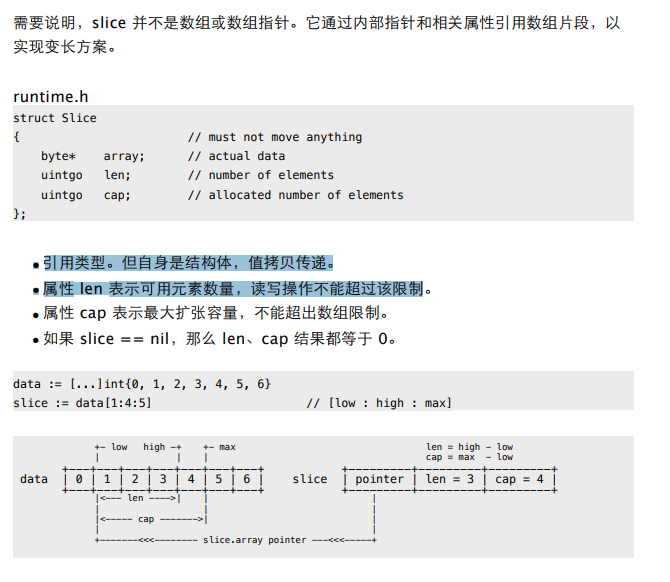 需要说明，slice 并不是数组或数组指针。它通过内部指针和相关属性引用数组片段，以
实现变长方案。
runtime.h
struct Slice
{                       // must not move anything
    byte*    array;      // actual data
    uintgo   len;        // number of elements
    uintgo   cap;        // allocated number of elements
};
• 引用类型。但自身是结构体，值拷贝传递。
• 属性 len 表示可用元素数量，读写操作不能超过该限制。
• 属性 cap 表示最大扩张容量，不能超出数组限制。
• 如果 slice == nil，那么 len、cap 结果都等于 0。
data := [...]int{0, 1, 2, 3, 4, 5, 6}
slice := data[1:4:5]                      // [low : high : max]
+- low   high -+   +- max                 len = high - low
|              |   |                      cap = max  - low
+---+---+---+---+---+---+---+             +---------+---------+---------+
data | 0 | 1 | 2 | 3 | 4 | 5 | 6 |   slice | pointer | len = 3 | cap = 4 |
+---+---+---+---+---+---+---+             +---------+---------+---------+
|<--- len ---->|   |                      |
|              |   |                      |
|<----- cap ------->|                     |
|                                         |
+-------<<<-------- slice.array pointer ---<<<-----+